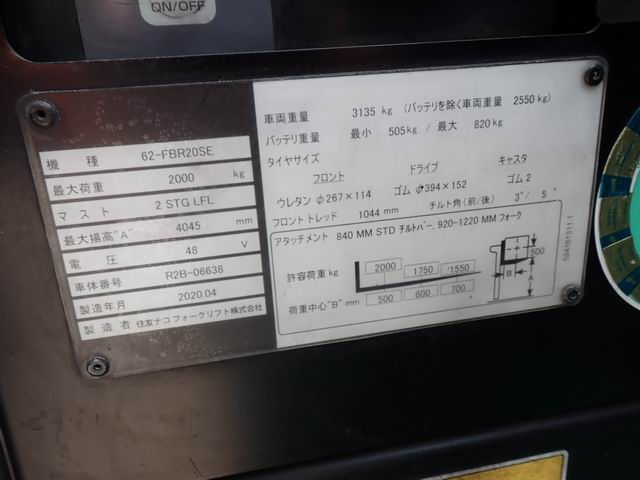 ON/OFF
機 種 62-FBR20SE
最大荷重 2000 kg
マスト 2 STG LFL
最大揚高"A" 4045 mm
電 圧 48 V
車体番号 R2B-06638
製造年月 2020.04
製造者 住友ナコフォークリフト株式会社
車両重量 3135 kg (バッテリを除く車両重量 2550 kg)
バッテリ重量 最小 505 kg / 最大 820 kg
タイヤサイズ
フロント ドライブ キャスタ
ウレタン φ267×114 ゴム φ394×152 ゴム 2
フロントトレッド 1044 mm チルト角(前/後) 3°/ 5°
アタッチメント 840 MM STD チルトバー, 920-1220 MM フォーク
許容荷重 kg 2000 1750 1550
荷重中心"B" mm 500 600 700
500
B
A
524161311 1